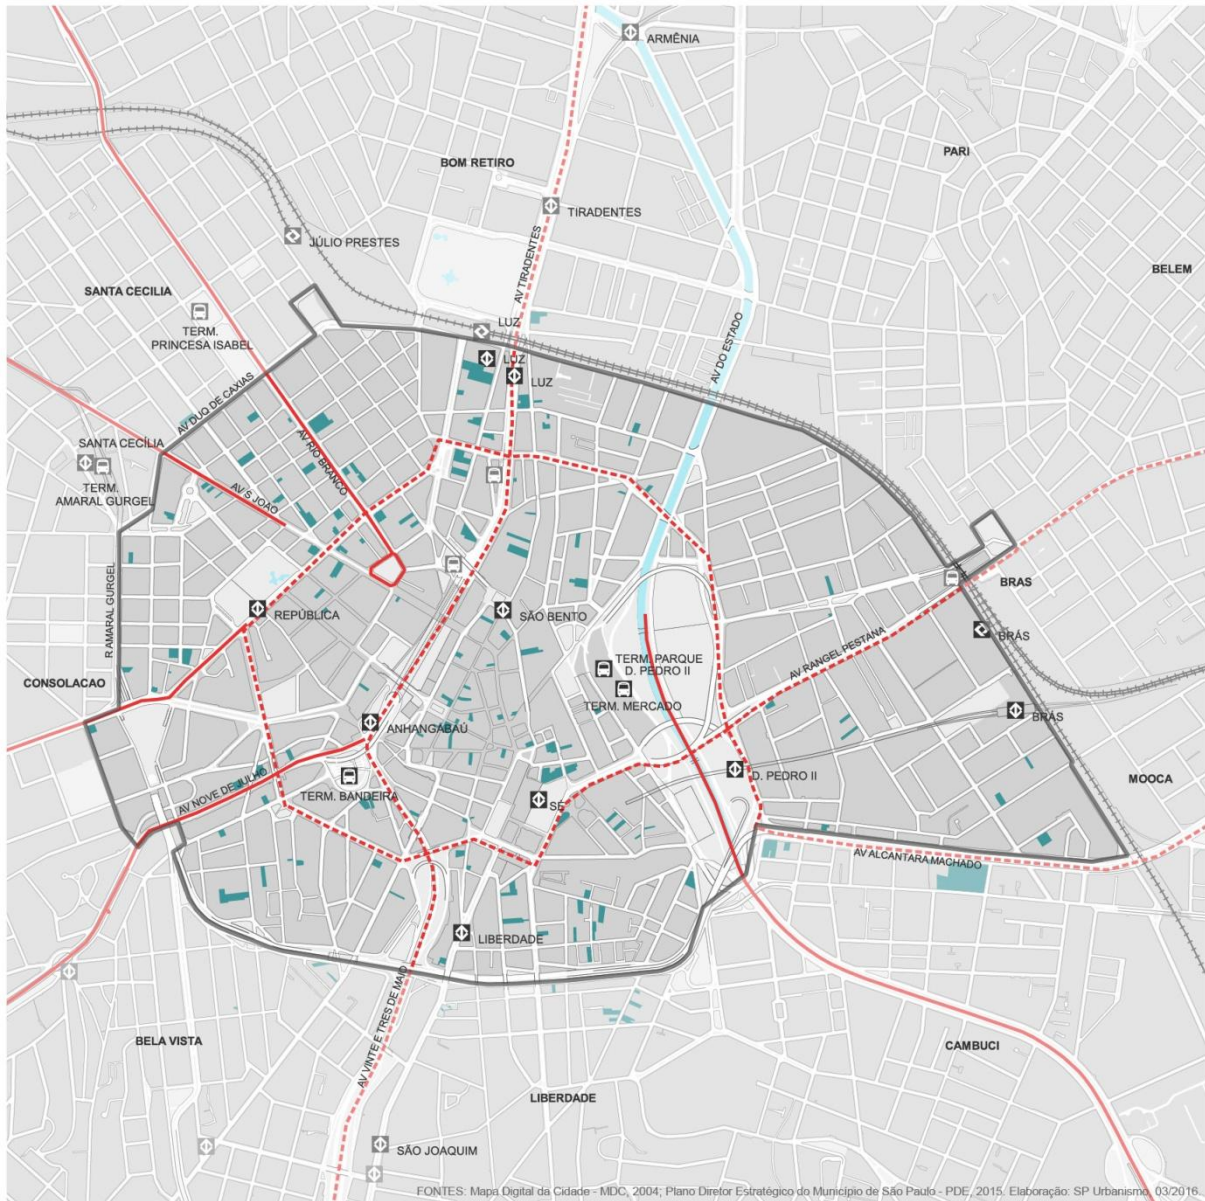 ARMÊNIA
BOM RETIRO
PARI
TIRADENTES
AV TIRADENTES
JÚLIO PRESTES
BELEM
SANTA CECILIA
TERM.
PRINCESA ISABEL
LUZ
LUZ
LUZ
AV DO ESTADO
AV DUQ DE CAXIAS
AV RIO BRANCO
SANTA CECÍLIA
TERM.
AMARAL GURGEL
AV S JOAO
R AMARAL GURGEL
REPÚBLICA
SÃO BENTO
BRAS
BRÁS
AV RANGEL PESTANA
TERM. PARQUE
D. PEDRO II
TERM. MERCADO
CONSOLACAO
ANHANGABAÚ
BRÁS
AV NOVE DE JULHO
TERM. BANDEIRA
D. PEDRO II
MOOCA
SÉ
AV ALCANTARA MACHADO
LIBERDADE
AV VINTE E TRES DE MAIO
BELA VISTA
CAMBUCI
LIBERDADE
SÃO JOAQUIM
FONTES: Mapa Digital da Cidade - MDC, 2004; Plano Diretor Estratégico do Município de São Paulo - PDE, 2015. Elaboração: SP Urbanismo, 03/2016.